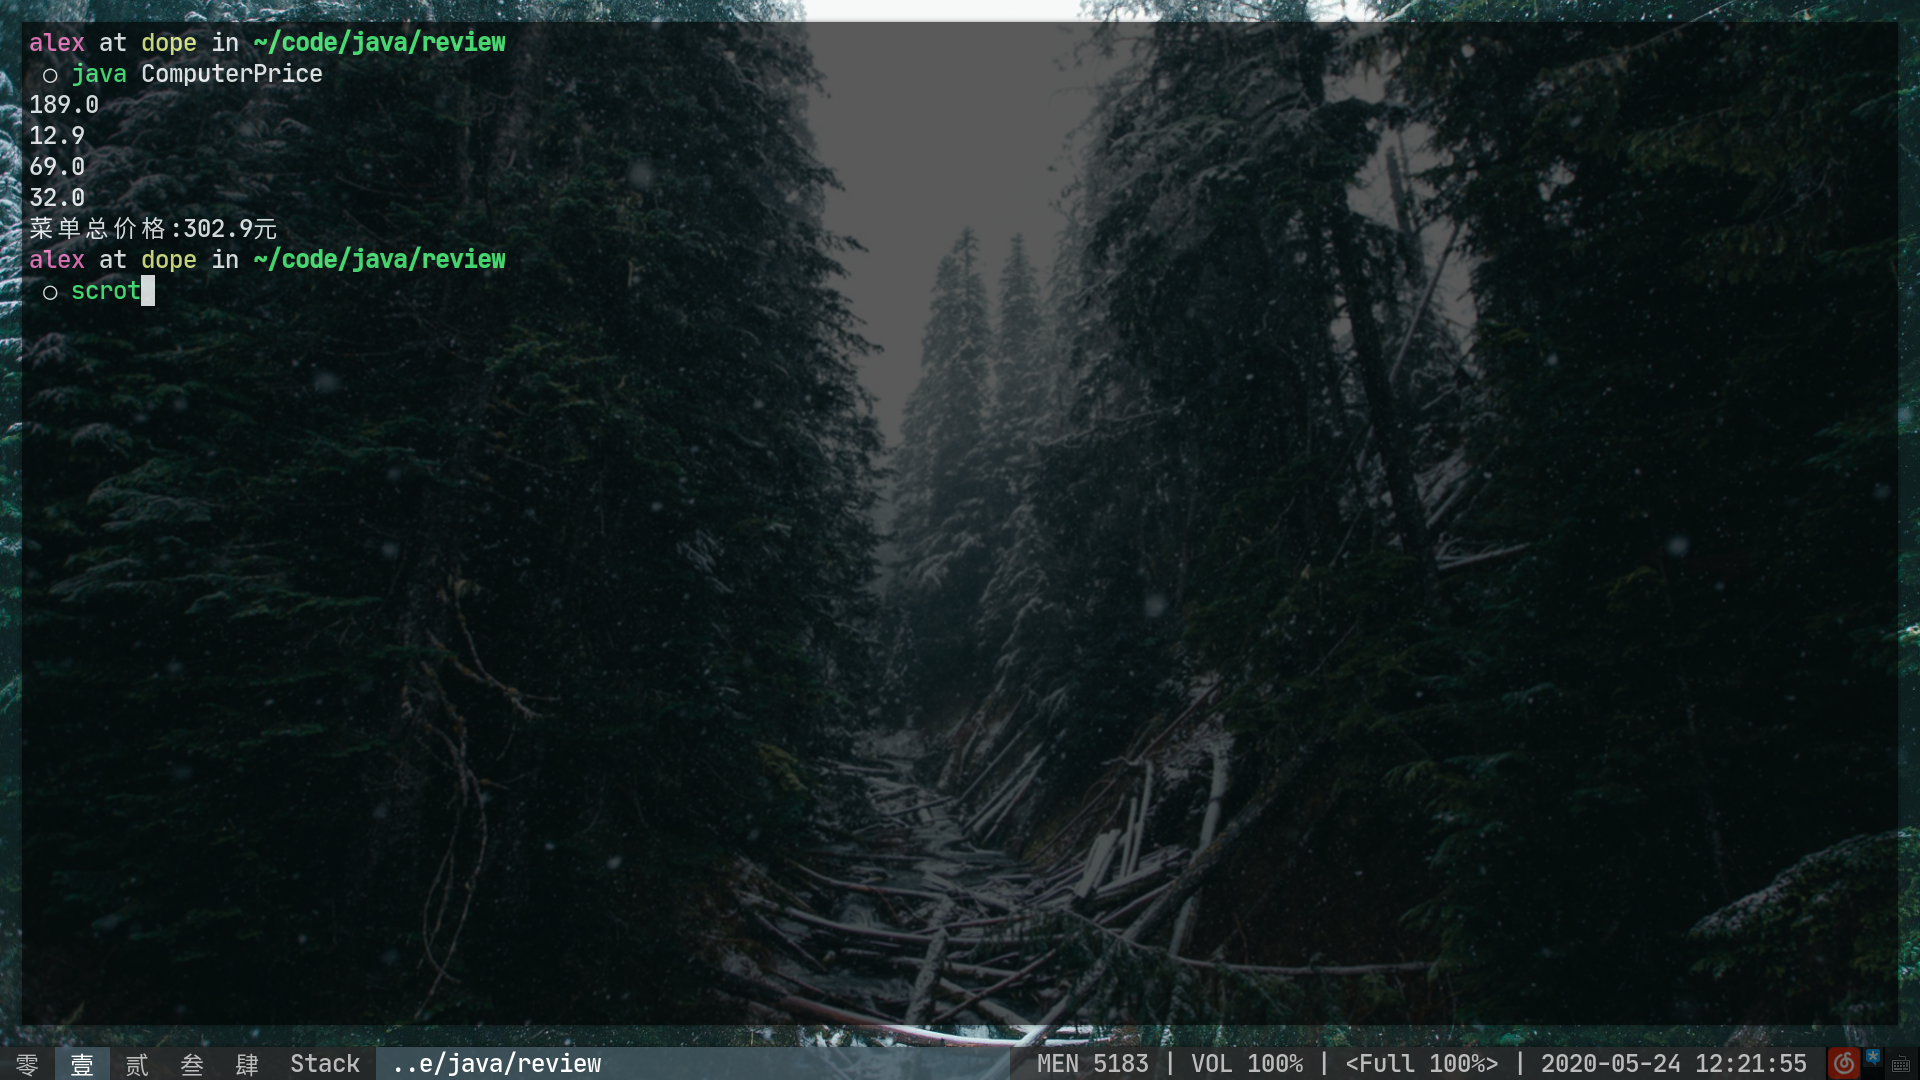 alex at dope in ~/code/java/review
○ java ComputerPrice
189.0
12.9
69.0
32.0
菜单总价格:302.9元
alex at dope in ~/code/java/review
○ scrot
零 壹 贰 叁 肆 Stack ..e/java/review MEN 5183 | VOL 100% | <Full 100%> | 2020-05-24 12:21:55